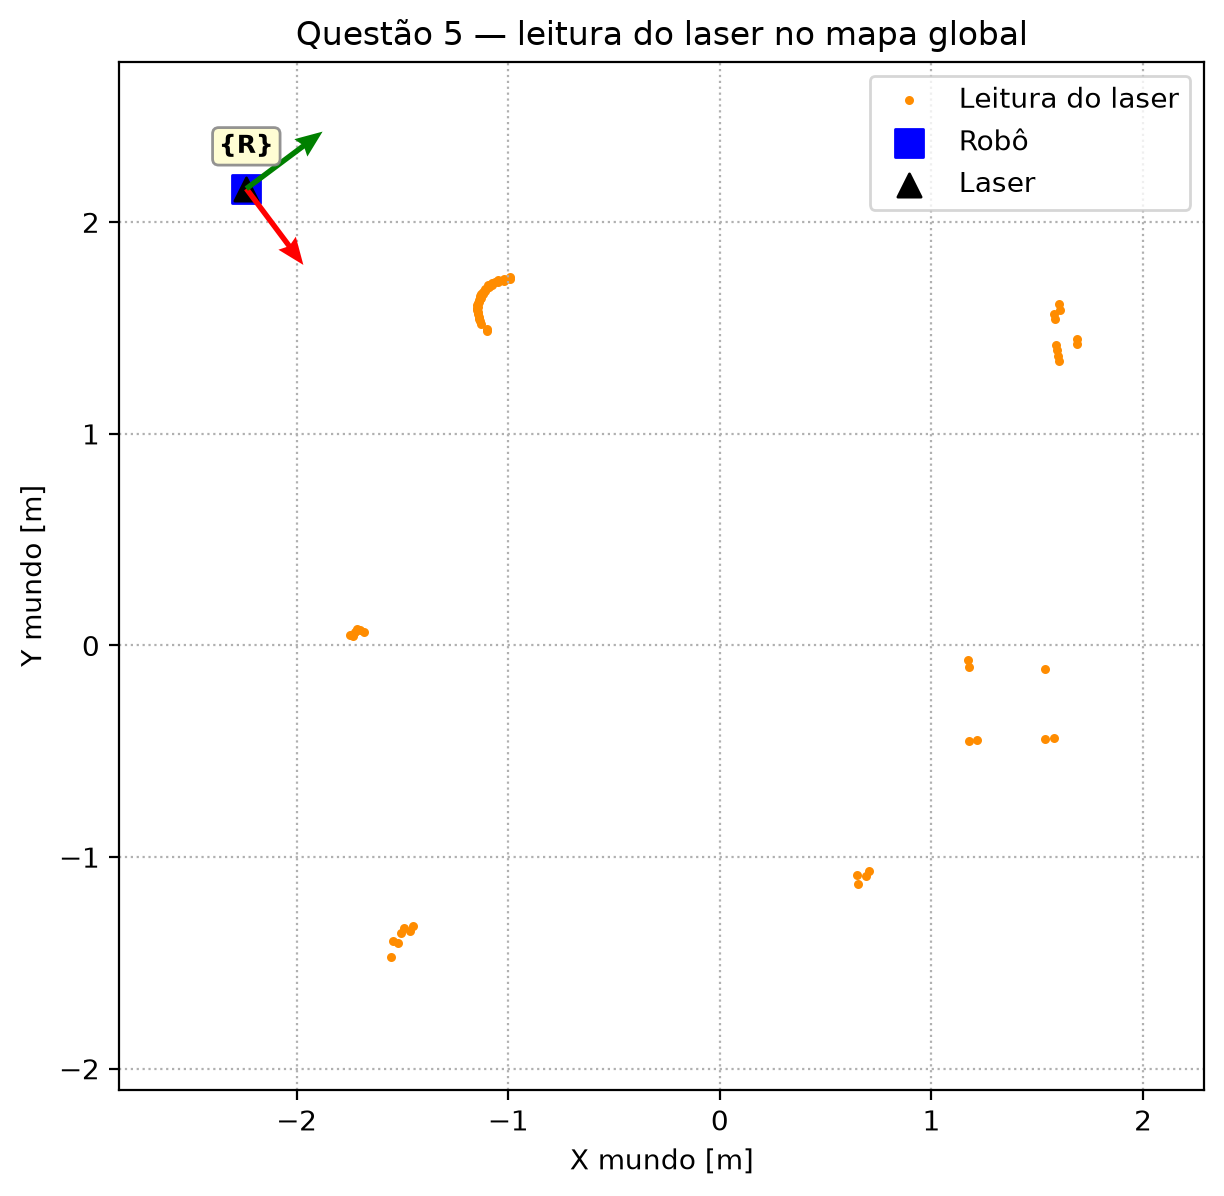 Questão 5 — leitura do laser no mapa global
Leitura do laser
Robô
Laser
{R}
2
1
0
−1
−2
Y mundo [m]
−2
−1
0
1
2
X mundo [m]